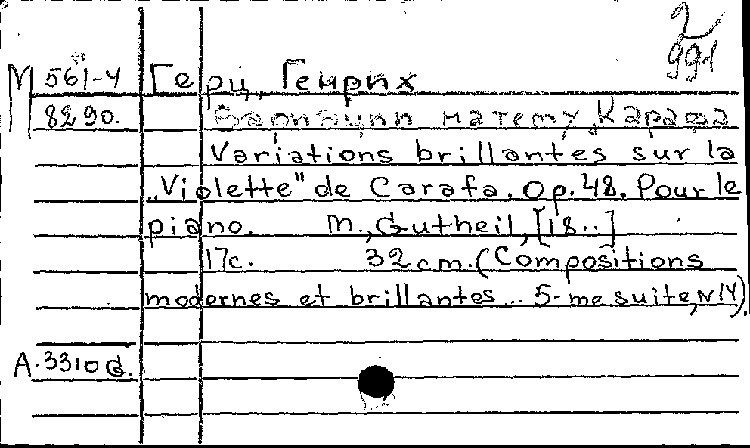 2
991
М 561-4 Герц, Генрих
8290. Вариации на тему Карафа
Variations brillantes sur la
„Violette" de Carafa. Op. 48. Pour le
piano. M., Gutheil, [18..]
17c. 32 cm. (Compositions
modernes et brillantes... 5-me suite, N 14).
А.3310